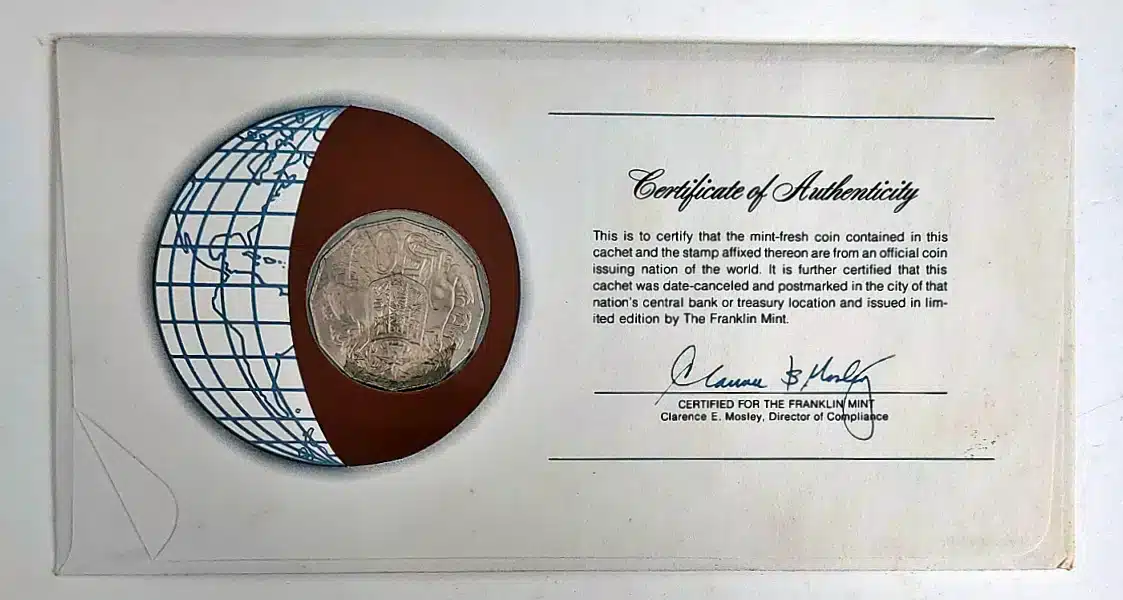 Certificate of Authenticity
This is to certify that the mint-fresh coin contained in this
cachet and the stamp affixed thereon are from an official coin
issuing nation of the world. It is further certified that this
cachet was date-canceled and postmarked in the city of that
nation's central bank or treasury location and issued in lim-
ited edition by The Franklin Mint.
Clarence E Mosley
CERTIFIED FOR THE FRANKLIN MINT
Clarence E. Mosley, Director of Compliance
50